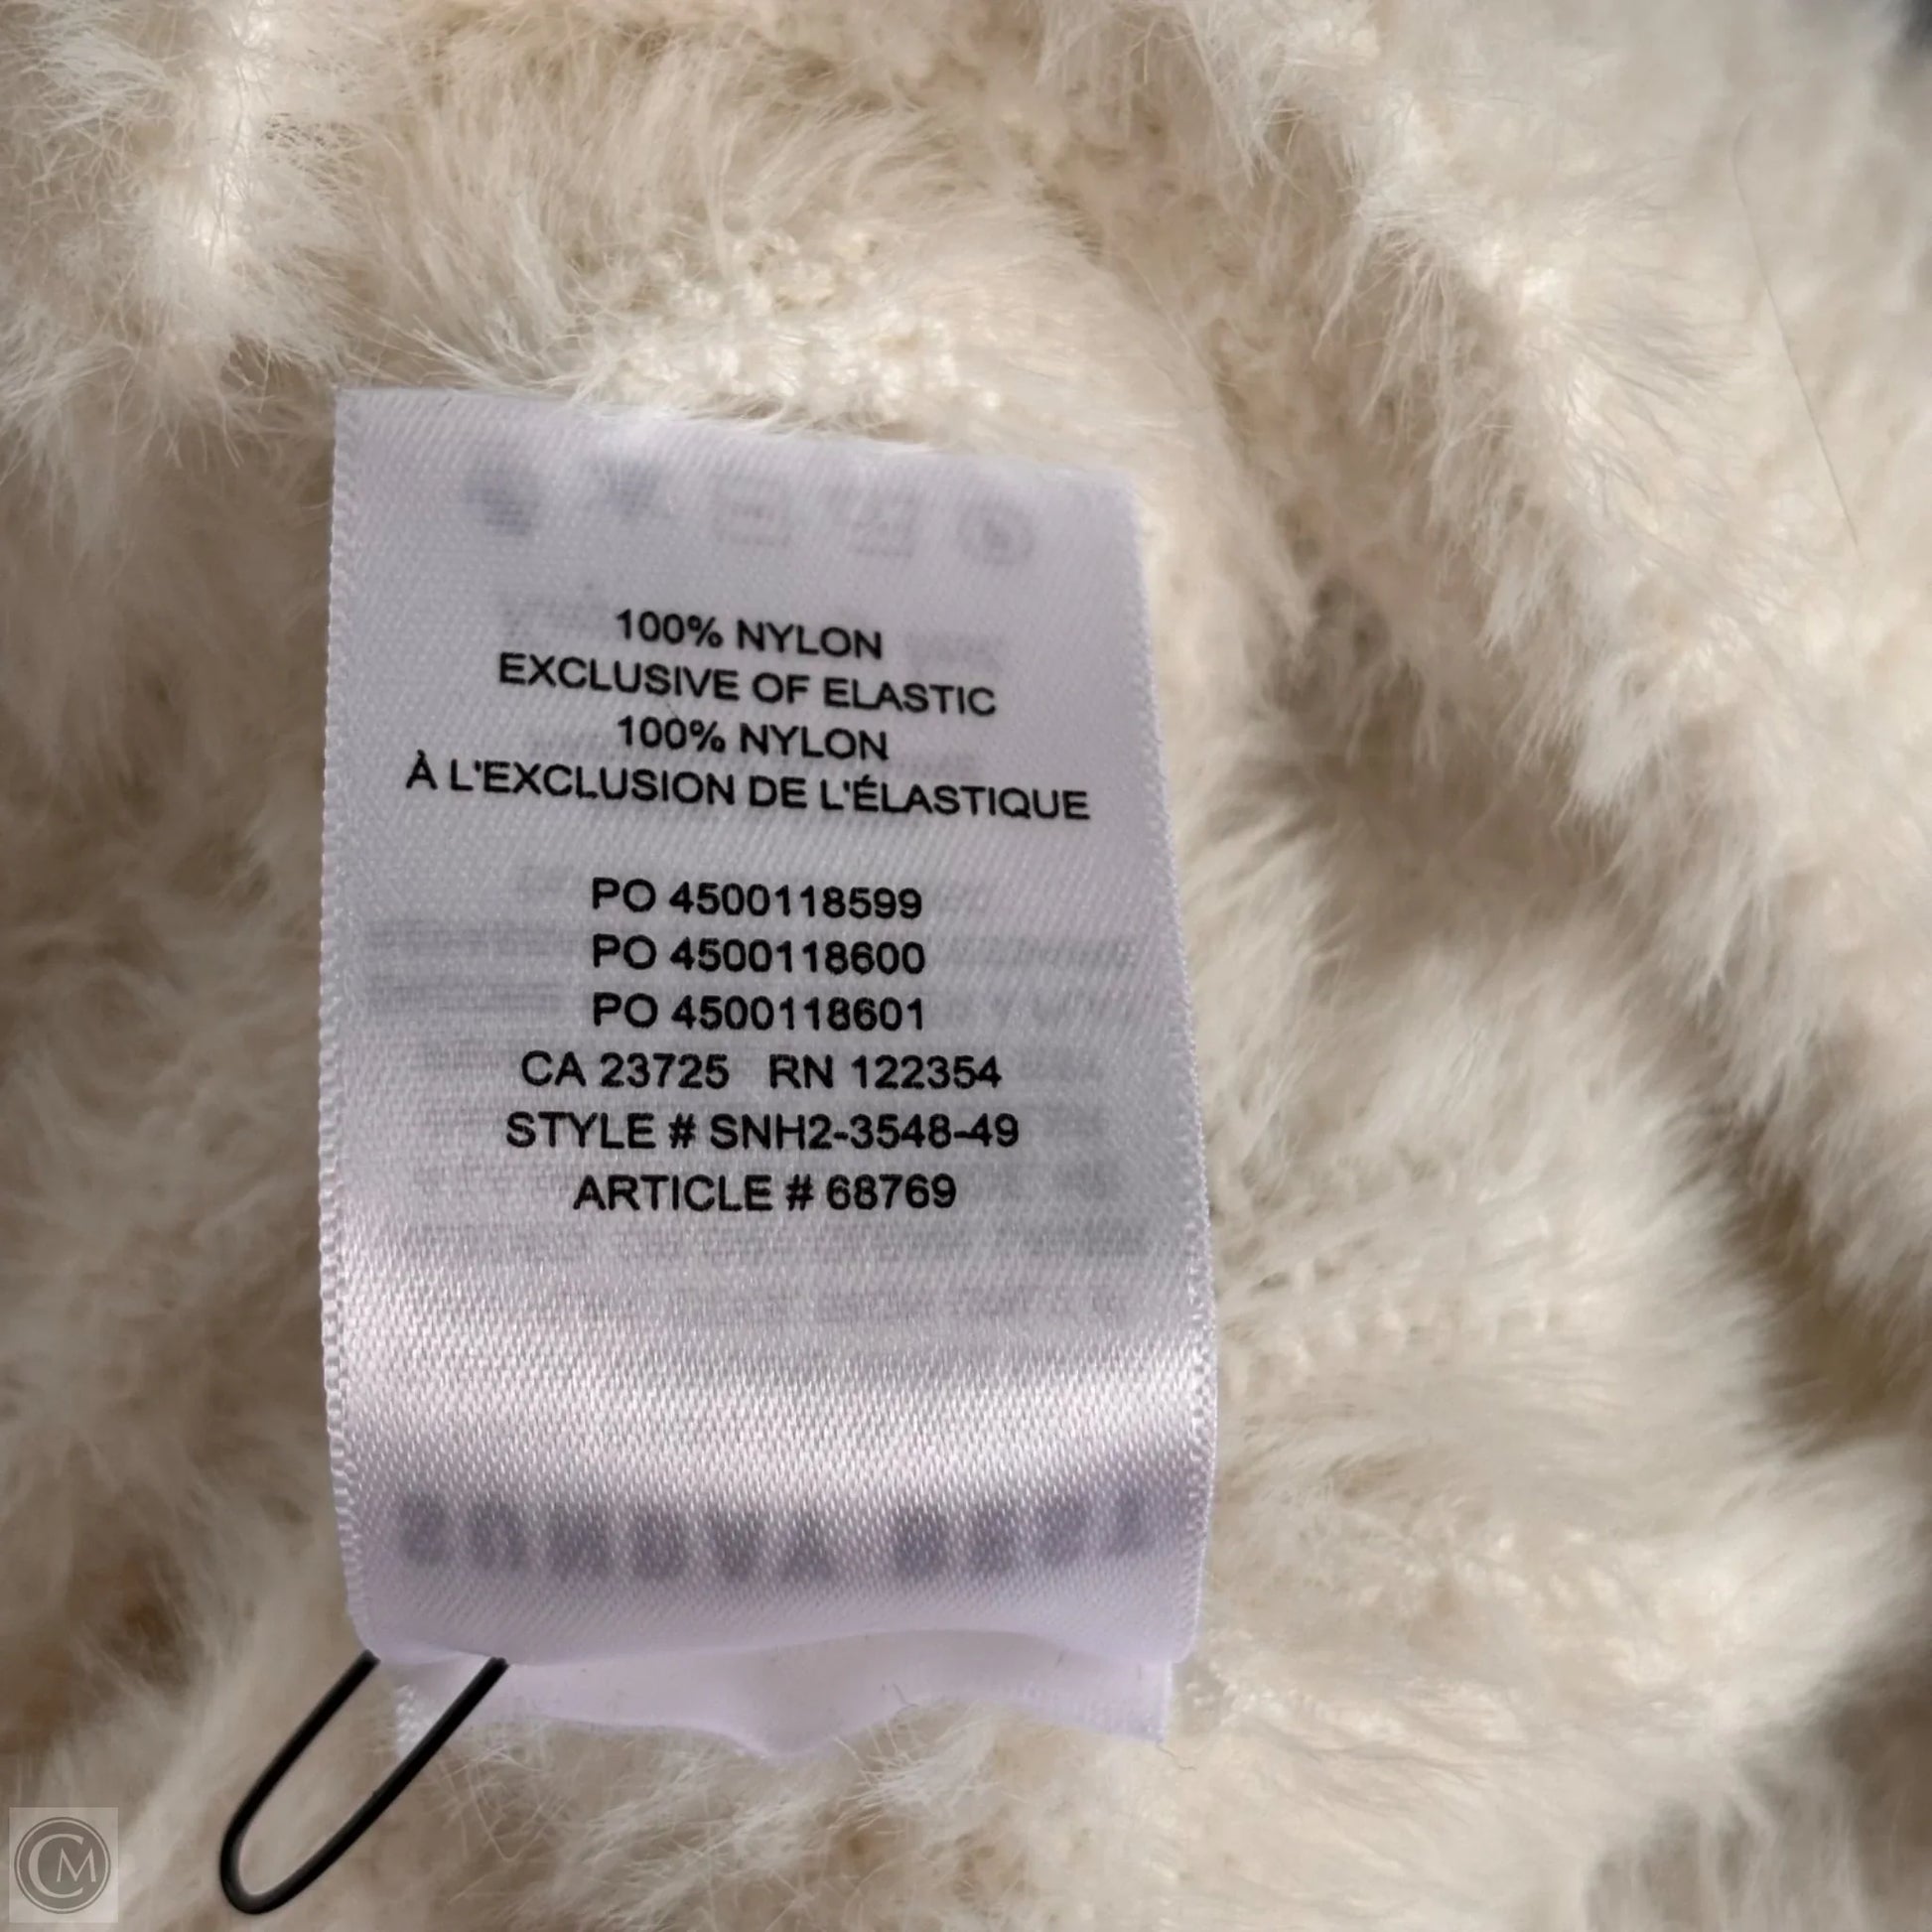 100% NYLON
EXCLUSIVE OF ELASTIC
100% NYLON
À L'EXCLUSION DE L'ÉLASTIQUE
PO 4500118599
PO 4500118600
PO 4500118601
CA 23725 RN 122354
STYLE # SNH2-3548-49
ARTICLE # 68769
CM